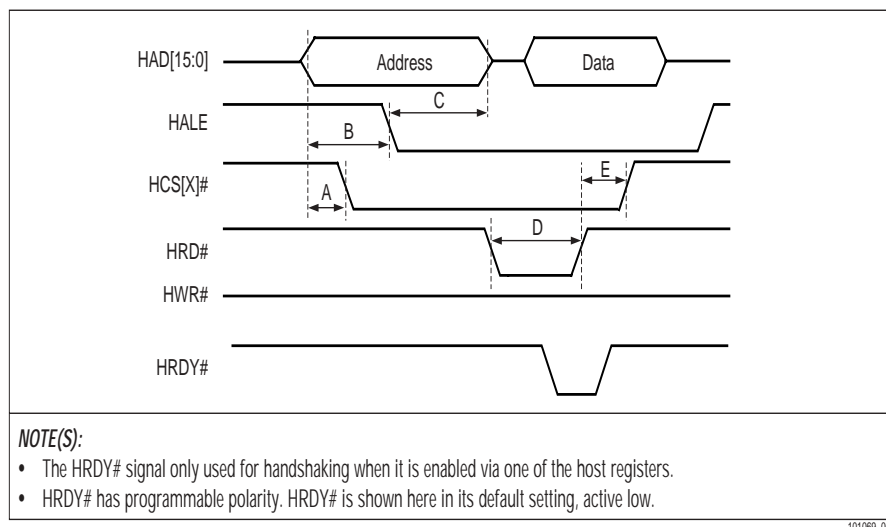 HAD[15:0]
Address
Data
HALE
C
B
HCS[X]#
A
E
HRD#
D
HWR#
HRDY#
NOTE(S):
• The HRDY# signal only used for handshaking when it is enabled via one of the host registers.
• HRDY# has programmable polarity. HRDY# is shown here in its default setting, active low.